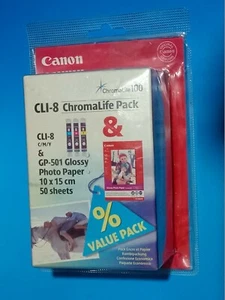 Canon
ChromaLife100
CLI-8 ChromaLife Pack
CLI-8
C/M/Y
&
&
GP-501 Glossy
Photo Paper
10 x 15 cm
50 sheets
Canon
%
VALUE PACK